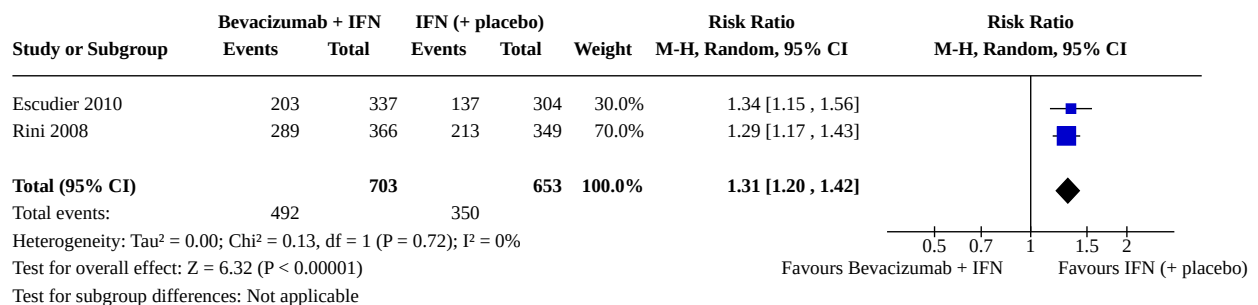 Bevacizumab + IFN IFN (+ placebo) Risk Ratio Risk Ratio
Study or Subgroup Events Total Events Total Weight M-H, Random, 95% CI M-H, Random, 95% CI
Escudier 2010 203 337 137 304 30.0% 1.34 [1.15 , 1.56]
Rini 2008 289 366 213 349 70.0% 1.29 [1.17 , 1.43]
Total (95% CI) 703 653 100.0% 1.31 [1.20 , 1.42]
Total events: 492 350
Heterogeneity: Tau² = 0.00; Chi² = 0.13, df = 1 (P = 0.72); I² = 0%
0.5 0.7 1 1.5 2
Test for overall effect: Z = 6.32 (P < 0.00001) Favours Bevacizumab + IFN Favours IFN (+ placebo)
Test for subgroup differences: Not applicable